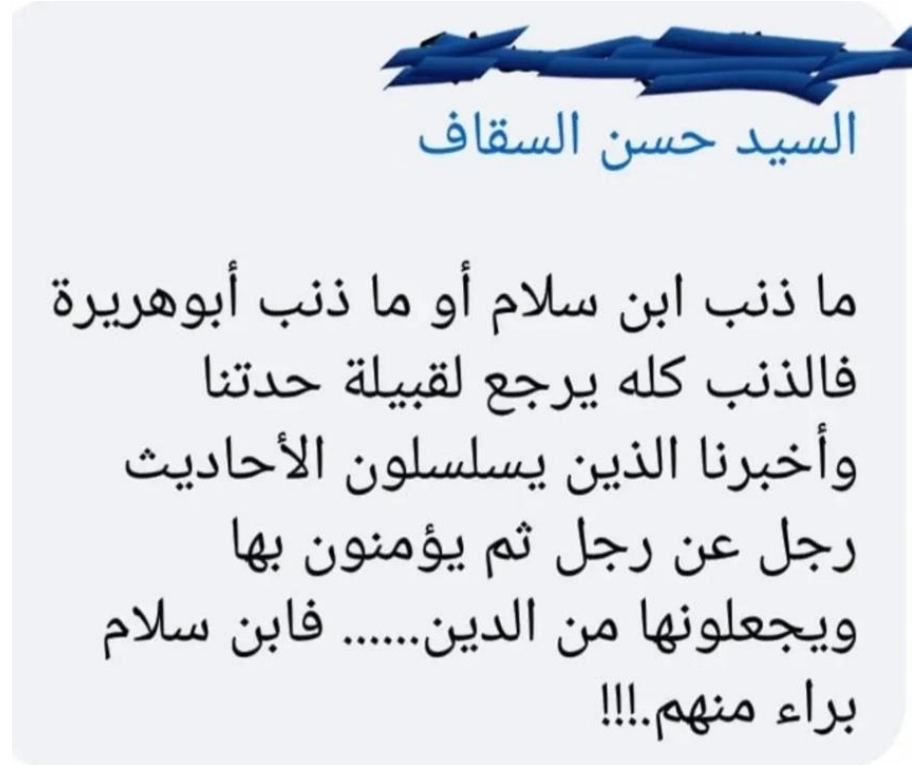 السيد حسن السقاف
ما ذنب ابن سلام أو ما ذنب أبوهريرة
فالذنب كله يرجع لقبيلة حدتنا
وأخبرنا الذين يسلسلون الأحاديث
رجل عن رجل ثم يؤمنون بها
ويجعلونها من الدين...... فابن سلام
براء منهم.!!!